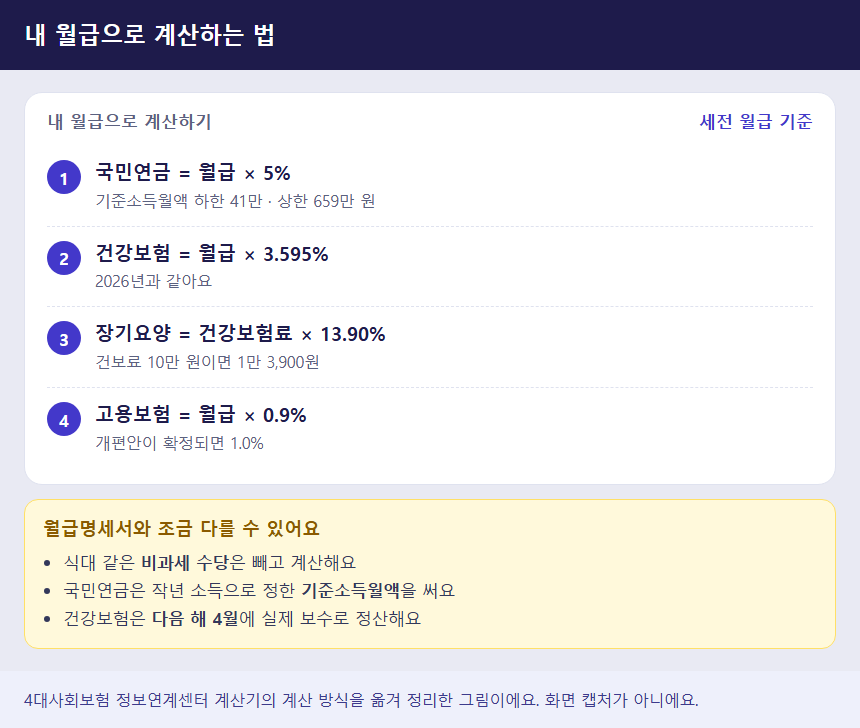 내 월급으로 계산하는 법
내 월급으로 계산하기
세전 월급 기준
1
국민연금 = 월급 × 5%
기준소득월액 하한 41만 · 상한 659만 원
2
건강보험 = 월급 × 3.595%
2026년과 같아요
3
장기요양 = 건강보험료 × 13.90%
건보료 10만 원이면 1만 3,900원
4
고용보험 = 월급 × 0.9%
개편안이 확정되면 1.0%
월급명세서와 조금 다를 수 있어요
• 식대 같은 비과세 수당은 빼고 계산해요
• 국민연금은 작년 소득으로 정한 기준소득월액을 써요
• 건강보험은 다음 해 4월에 실제 보수로 정산해요
4대사회보험 정보연계센터 계산기의 계산 방식을 옮겨 정리한 그림이에요. 화면 캡처가 아니에요.